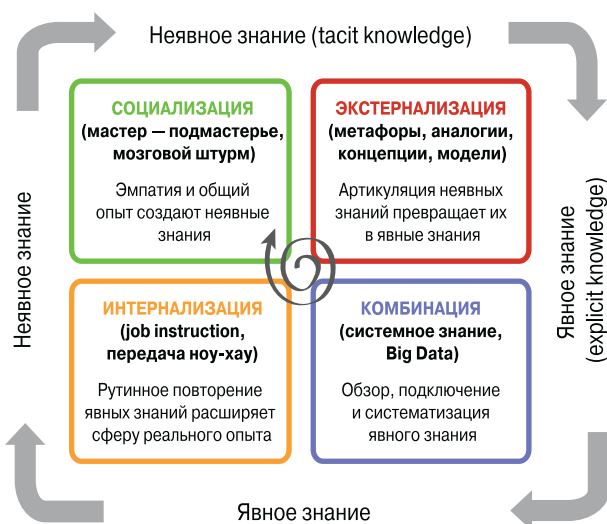 Неявное знание (tacit knowledge)
СОЦИАЛИЗАЦИЯ
(мастер — подмастерье,
мозговой штурм)
Эмпатия и общий
опыт создают неявные
знания
ЭКСТЕРНАЛИЗАЦИЯ
(метафоры, аналогии,
концепции, модели)
Артикуляция неявных
знаний превращает их
в явные знания
Неявное знание
Явное знание
(explicit knowledge)
ИНТЕРНАЛИЗАЦИЯ
(job instruction,
передача ноу-хау)
Рутинное повторение
явных знаний расширяет
сферу реального опыта
КОМБИНАЦИЯ
(системное знание,
Big Data)
Обзор, подключение
и систематизация
явного знания
Явное знание